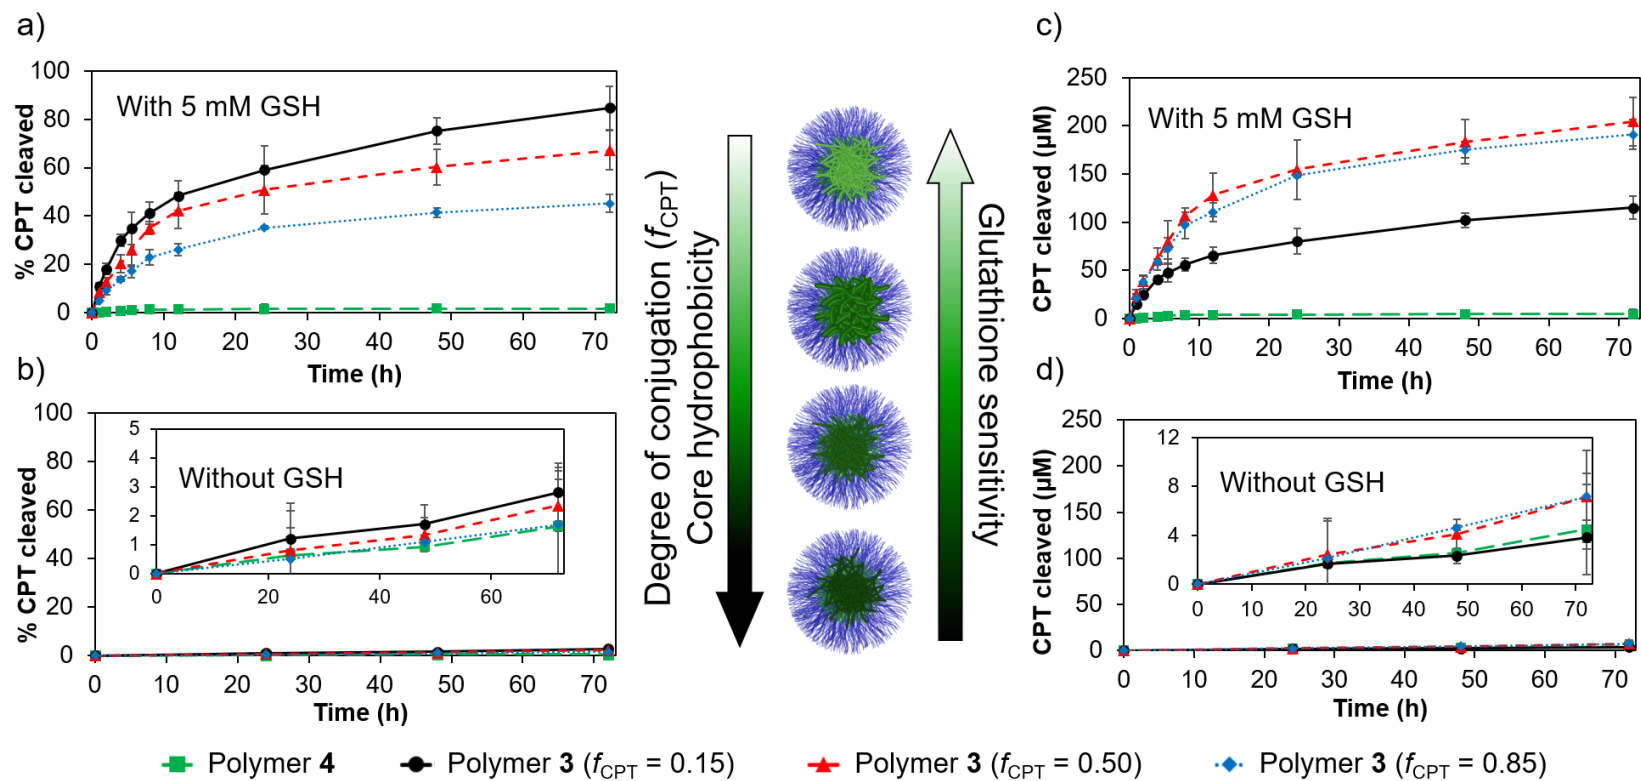 a)
% CPT cleaved
100
80
60
40
20
0
With 5 mM GSH
0 10 20 30 40 50 60 70
Time (h)
b)
% CPT cleaved
100
80
60
40
20
0
5
4
3
2
1
0
Without GSH
0 20 40 60
0 10 20 30 40 50 60 70
Time (h)
Degree of conjugation (fCPT)
Core hydrophobicity
Glutathione sensitivity
c)
CPT cleaved (µM)
250
200
150
100
50
0
With 5 mM GSH
0 10 20 30 40 50 60 70
Time (h)
d)
CPT cleaved (µM)
250
200
150
100
50
0
12
8
4
0
Without GSH
0 10 20 30 40 50 60 70
0 10 20 30 40 50 60 70
Time (h)
Polymer 4 Polymer 3 (fCPT = 0.15) Polymer 3 (fCPT = 0.50) Polymer 3 (fCPT = 0.85)